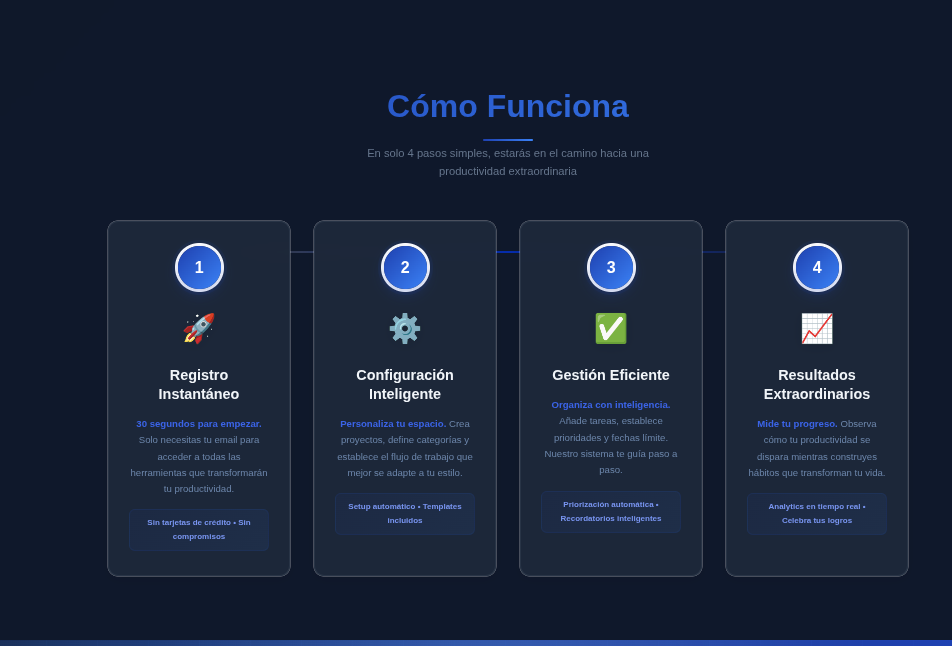 Cómo Funciona
En solo 4 pasos simples, estarás en el camino hacia una
productividad extraordinaria
1
Registro
Instantáneo
30 segundos para empezar.
Solo necesitas tu email para
acceder a todas las
herramientas que transformarán
tu productividad.
Sin tarjetas de crédito • Sin
compromisos
2
Configuración
Inteligente
Personaliza tu espacio. Crea
proyectos, define categorías y
establece el flujo de trabajo que
mejor se adapte a tu estilo.
Setup automático • Templates
incluidos
3
Gestión Eficiente
Organiza con inteligencia.
Añade tareas, establece
prioridades y fechas límite.
Nuestro sistema te guía paso a
paso.
Priorización automática •
Recordatorios inteligentes
4
Resultados
Extraordinarios
Mide tu progreso. Observa
cómo tu productividad se
dispara mientras construyes
hábitos que transforman tu vida.
Analytics en tiempo real •
Celebra tus logros